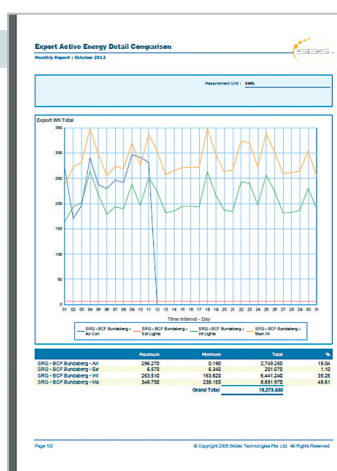 Export Active Energy Detail Comparison
Monthly Report : October 2012
SBS
Measurement Unit : kWh
Export Wh Total
350
300
250
200
150
100
50
0
01 02 03 04 05 06 07 08 09 10 11 12 13 14 15 16 17 18 19 20 21 22 23 24 25 26 27 28 29 30 31
Time Interval - Day
SRG - BCF Bundaberg - Air Con
SRG - BCF Bundaberg - Ext Lights
SRG - BCF Bundaberg - Int Lights
SRG - BCF Bundaberg - Main IN
Maximum Minimum Total %
SRG - BCF Bundaberg - Air 296.270 0.190 2,749.250 15.04
SRG - BCF Bundaberg - Ext 6.570 6.340 201.070 1.10
SRG - BCF Bundaberg - Int 263.510 163.820 6,441.240 35.25
SRG - BCF Bundaberg - Ma 348.750 236.150 8,881.970 48.61
Grand Total 18,273.530
Page 1/2
© Copyright 2005 Bridex Technologies Pte. Ltd. All Rights Reserved.